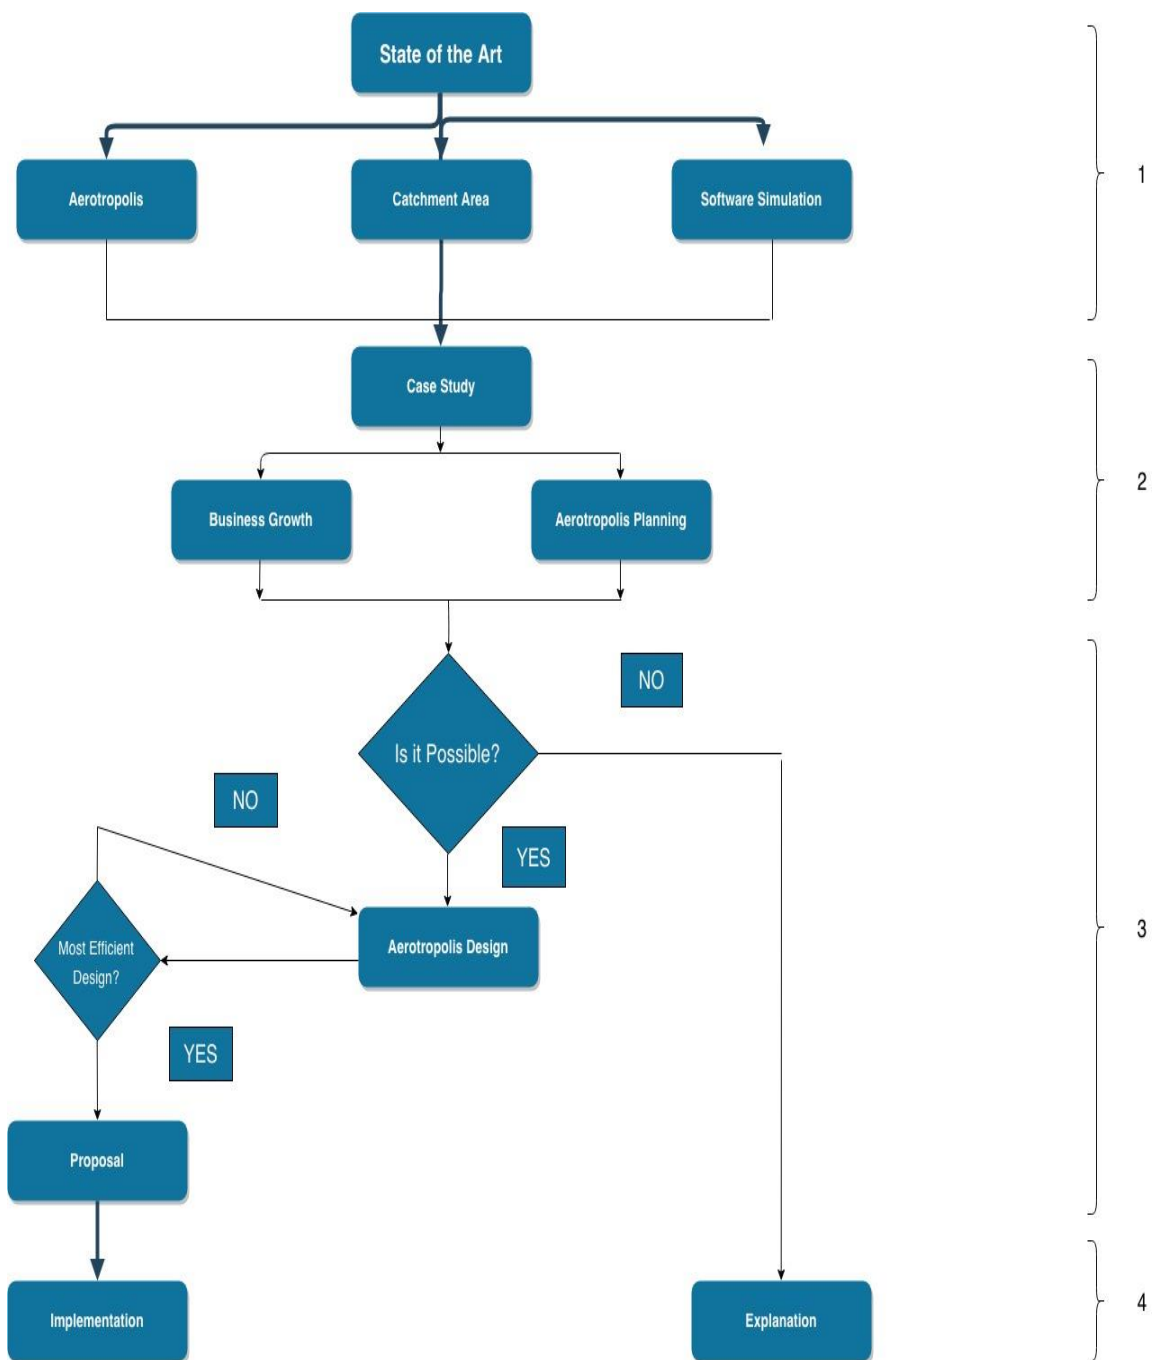 State of the Art
Aerotropolis
Catchment Area
Software Simulation
1
Case Study
2
Business Growth
Aerotropolis Planning
NO
Is it Possible?
NO
YES
3
Aerotropolis Design
Most Efficient
Design?
YES
Proposal
4
Implementation
Explanation